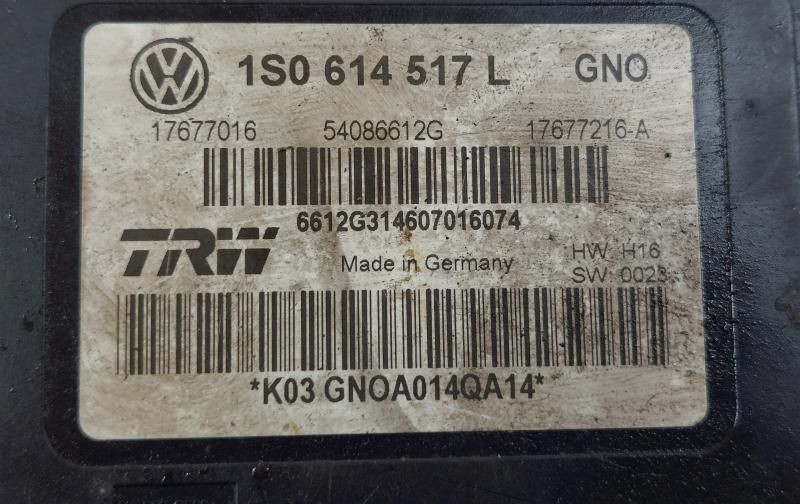 1S0 614 517 L GNO
17677016 54086612G 17677216-A
6612G314607016074
TRW Made in Germany HW H16
SW 0023
*K03 GNOA014QA14*